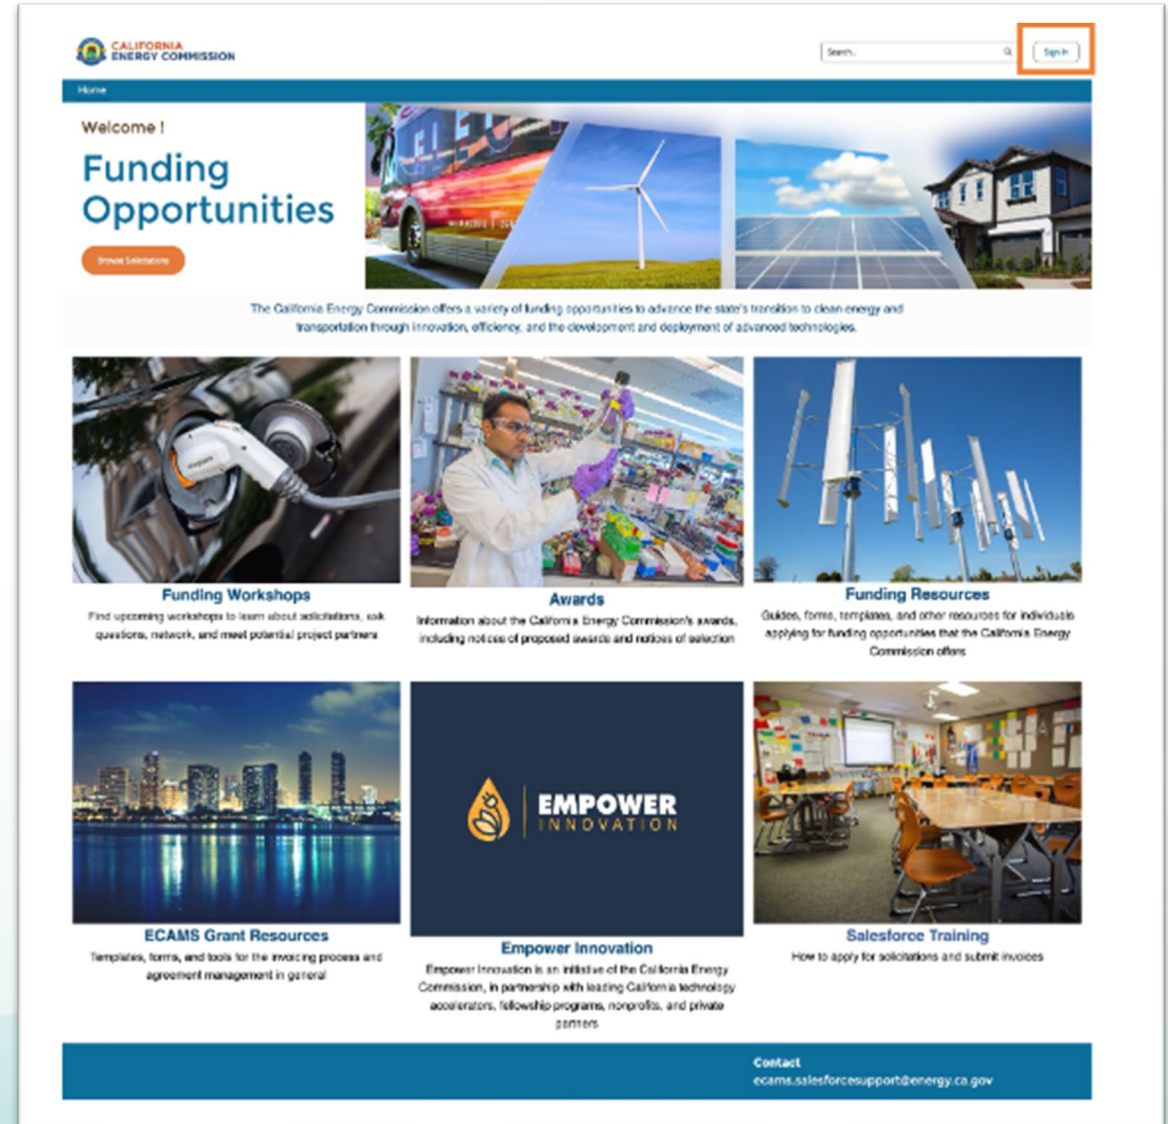 CALIFORNIA
ENERGY COMMISSION
Search..
Sign In
Home
Welcome !
Funding
Opportunities
Browse Solicitations
The California Energy Commission offers a variety of funding opportunities to advance the state's transition to clean energy and
transportation through innovation, efficiency, and the development and deployment of advanced technologies.
Funding Workshops
Find upcoming workshops to learn about solicitations, ask
questions, network, and meet potential project partners
Awards
Information about the California Energy Commission's awards,
including notices of proposed awards and notices of selection
Funding Resources
Guides, forms, templates, and other resources for individuals
applying for funding opportunities that the California Energy
Commission offers
ECAMS Grant Resources
Templates, forms, and tools for the invoicing process and
agreement management in general
EMPOWER
INNOVATION
Empower Innovation
Empower Innovation is an initiative of the California Energy
Commission, in partnership with leading California technology
accelerators, fellowship programs, nonprofits, and private
partners
Salesforce Training
How to apply for solicitations and submit invoices
Contact
ecams.salesforcesupport@energy.ca.gov